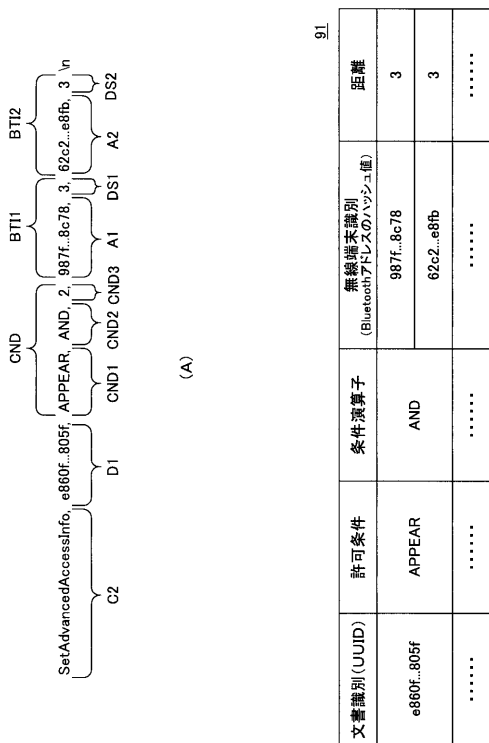 CND BTI1 BTI2
SetAdvancedAccessInfo, e860f...805f, APPEAR, AND, 2, 987f...8c78, 3, 62c2...e8fb, 3 \n
C2 D1 CND1 CND2 CND3 A1 DS1 A2 DS2
(A)
91
文書識別(UUID) 許可条件 条件演算子 無線端末識別 距離
(Bluetoothアドレスのハッシュ値)
e860f...805f APPEAR AND 987f...8c78 3
62c2...e8fb 3
...... ...... ...... ...... ......